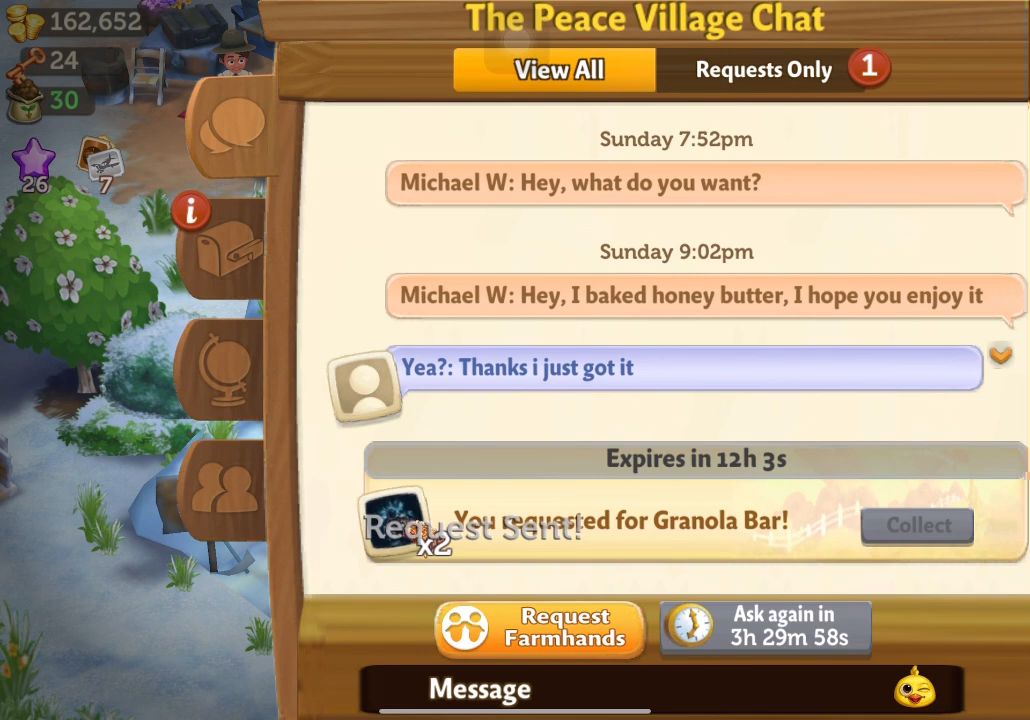 The Peace Village Chat
162,652
24
30
26
7
View All
Requests Only
1
Sunday 7:52pm
Michael W: Hey, what do you want?
i
Sunday 9:02pm
Michael W: Hey, I baked honey butter, I hope you enjoy it
Yea?: Thanks i just got it
Expires in 12h 3s
You requested for Granola Bar!
Request Sent!
x2
Collect
Request
Farmhands
Ask again in
3h 29m 58s
Message